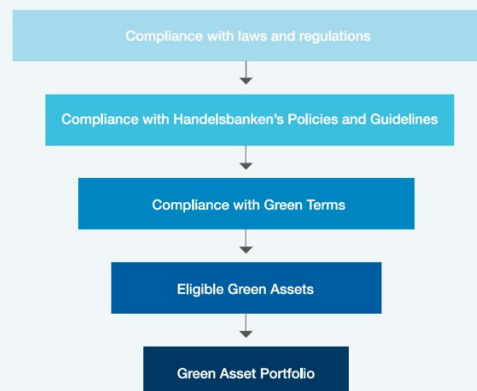 Compliance with laws and regulations
Compliance with Handelsbanken's Policies and Guidelines
Compliance with Green Terms
Eligible Green Assets
Green Asset Portfolio